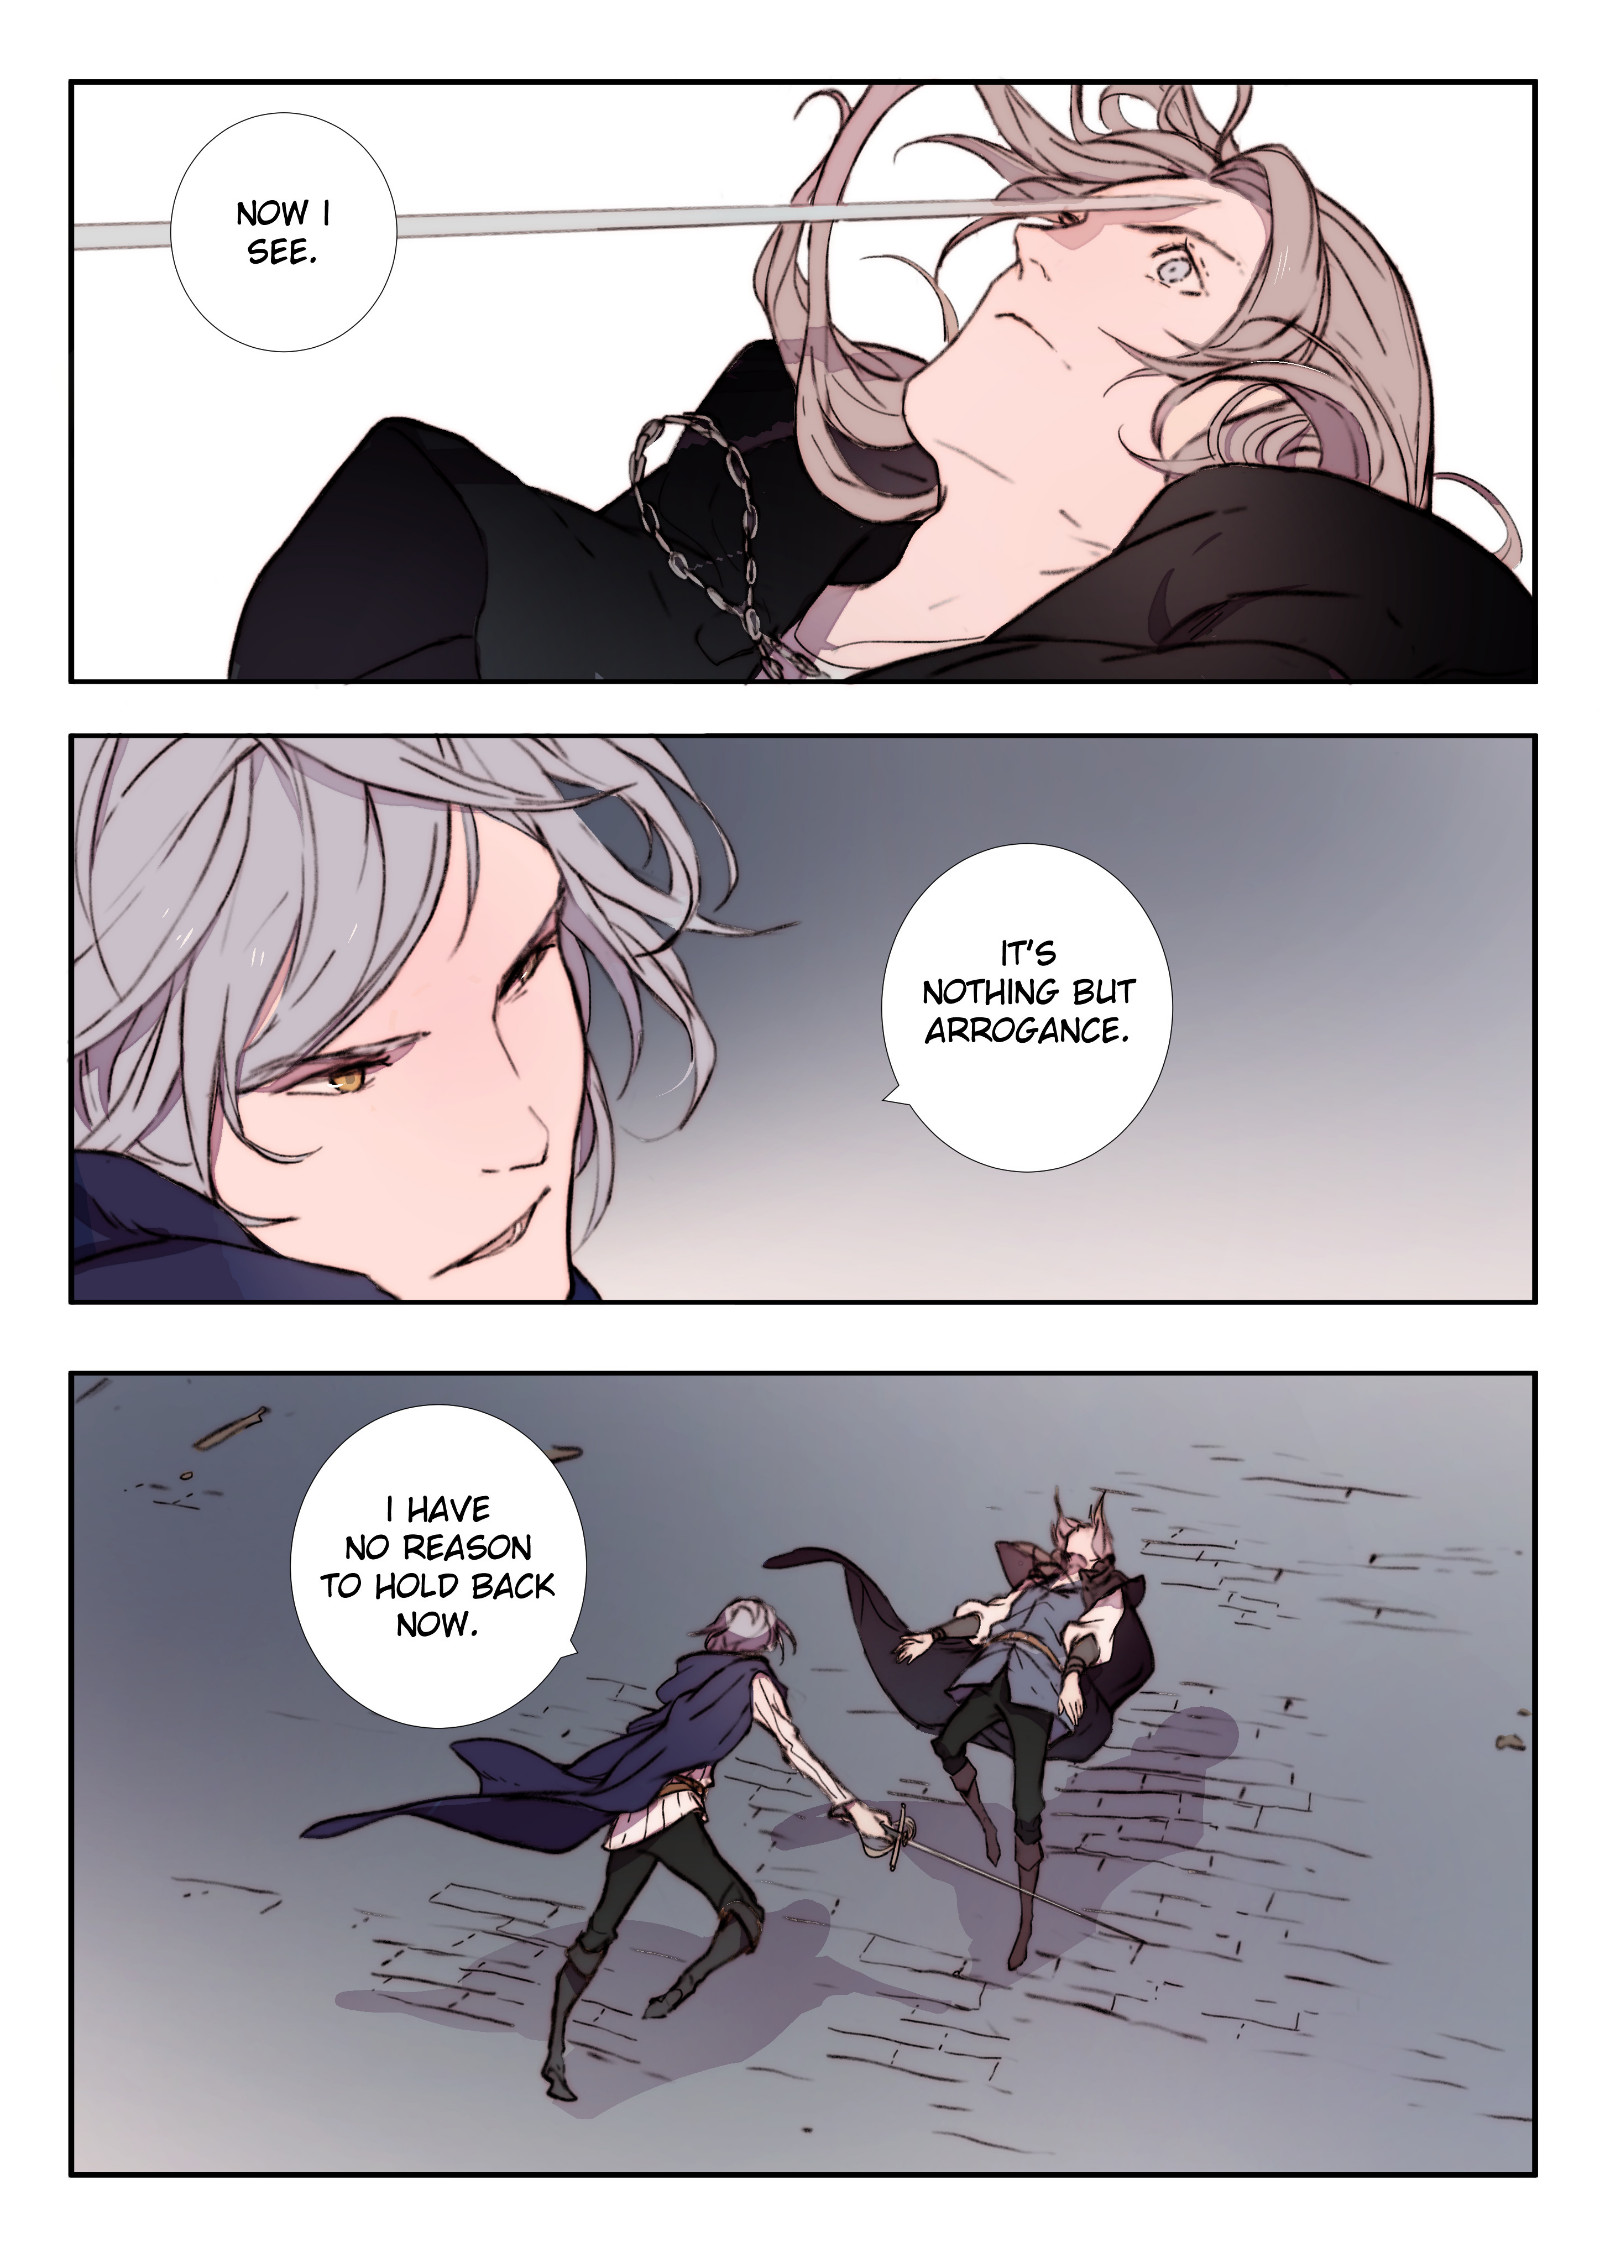 NOW I
SEE.
IT'S
NOTHING BUT
ARROGANCE.
I HAVE
NO REASON
TO HOLD BACK
NOW.